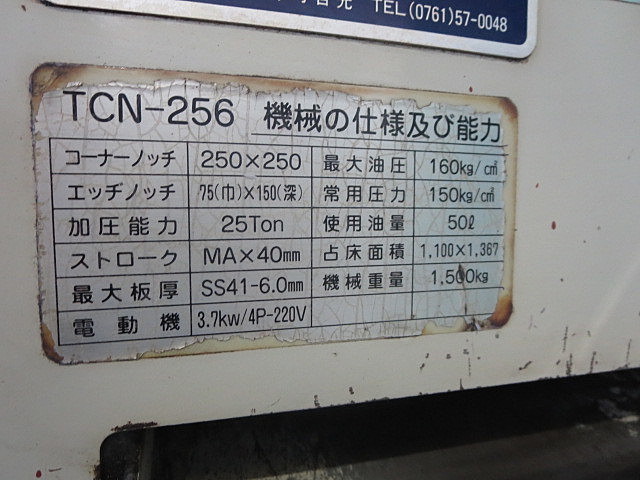 TEL(0761)57-0048
TCN-256 機械の仕様及び能力
コーナーノッチ 250×250 最大油圧 160kg/c㎡
エッヂノッチ 75(巾)×150(深) 常用圧力 150kg/c㎡
加圧能力 25Ton 使用油量 50ℓ
ストローク MA×40mm 占床面積 1,100×1,367
最大板厚 SS41-6.0mm 機械重量 1,500kg
電動機 3.7kw/4P-220V